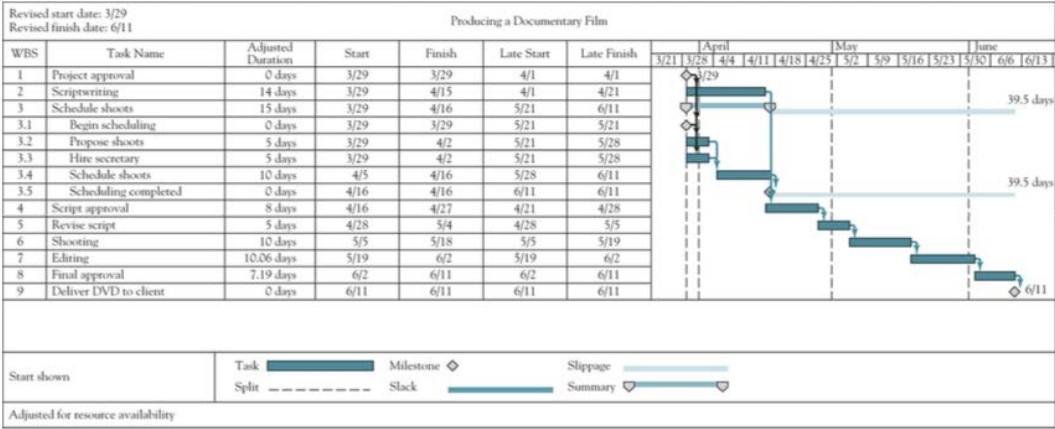 Revised start date: 3/29
Revised finish date: 6/11
Producing a Documentary Film
WBS Task Name Adjusted Duration Start Finish Late Start Late Finish
April May June
3/21 3/28 4/4 4/11 4/18 4/25 5/2 5/9 5/16 5/23 5/30 6/6 6/13
1 Project approval 0 days 3/29 3/29 4/1 4/1 3/29
2 Scriptwriting 14 days 3/29 4/15 4/1 4/21
3 Schedule shoots 15 days 3/29 4/16 5/21 6/11 39.5 days
3.1 Begin scheduling 0 days 3/29 3/29 5/21 5/21
3.2 Propose shoots 5 days 3/29 4/2 5/21 5/28
3.3 Hire secretary 5 days 3/29 4/2 5/21 5/28
3.4 Schedule shoots 10 days 4/5 4/16 5/28 6/11
3.5 Scheduling completed 0 days 4/16 4/16 6/11 6/11 39.5 days
4 Script approval 8 days 4/16 4/27 4/21 4/28
5 Revise script 5 days 4/28 5/4 4/28 5/5
6 Shooting 10 days 5/5 5/18 5/5 5/19
7 Editing 10.06 days 5/19 6/2 5/19 6/2
8 Final approval 7.19 days 6/2 6/11 6/2 6/11
9 Deliver DVD to client 0 days 6/11 6/11 6/11 6/11 6/11
Start shown
Task Milestone Slippage
Split Slack Summary
Adjusted for resource availability